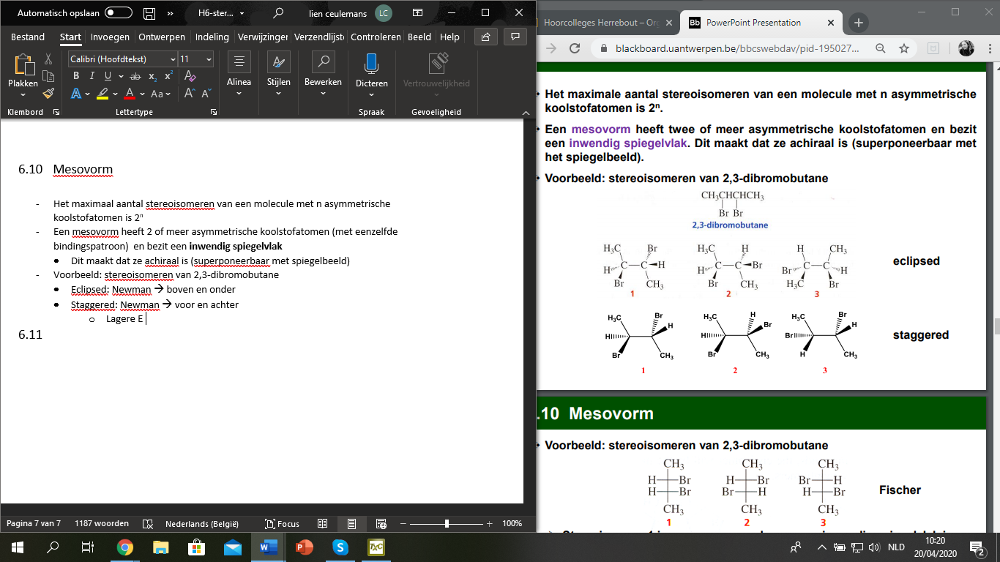 Automatisch opslaan
H6-ster...
lien ceulemans
LC
Bestand Start Invoegen Ontwerpen Indeling Verwijzingen Verzendlijste Controleren Beeld Help
Calibri (Hoofdtekst) 11
Plakken
B I U ab x₂ x²
A A Aa A A
Alinea
Stijlen
Bewerken
Dicteren
Vertrouwelijkheid
Klembord Lettertype Spraak Gevoeligheid
6.10 Mesovorm
- Het maximaal aantal stereoisomeren van een molecule met n asymmetrische
koolstofatomen is 2ⁿ
- Een mesovorm heeft 2 of meer asymmetrische koolstofatomen (met eenzelfde
bindingspatroon) en bezit een inwendig spiegelvlak
• Dit maakt dat ze achiraal is (superponeerbaar met spiegelbeeld)
- Voorbeeld: stereoisomeren van 2,3-dibromobutane
• Eclipsed: Newman → boven en onder
• Staggered: Newman → voor en achter
o Lagere E
6.11
Pagina 7 van 7 1187 woorden Nederlands (België) Focus 100%
Hoorcolleges Herrebout – Org
Bb PowerPoint Presentation
blackboard.uantwerpen.be/bbcswebdav/pid-195027...
Het maximale aantal stereoisomeren van een molecule met n asymmetrische
koolstofatomen is 2ⁿ.
Een mesovorm heeft twee of meer asymmetrische koolstofatomen en bezit
een inwendig spiegelvlak. Dit maakt dat ze achiraal is (superponeerbaar met
het spiegelbeeld).
Voorbeeld: stereoisomeren van 2,3-dibromobutane
CH₃CHCHCH₃
Br Br
2,3-dibromobutane
H₃C Br H₃C H H CH₃
H C C H H C C Br Br C C H
Br CH₃ Br CH₃ H₃C Br
1 2 3
eclipsed
H₃C Br H₃C H H₃C Br
H H H Br Br H
Br CH₃ Br CH₃ H CH₃
1 2 3
staggered
.10 Mesovorm
Voorbeeld: stereoisomeren van 2,3-dibromobutane
CH₃ CH₃ CH₃
H Br H Br Br H
H Br Br H H Br
CH₃ CH₃ CH₃
1 2 3
Fischer
NLD
10:20
20/04/2020
2